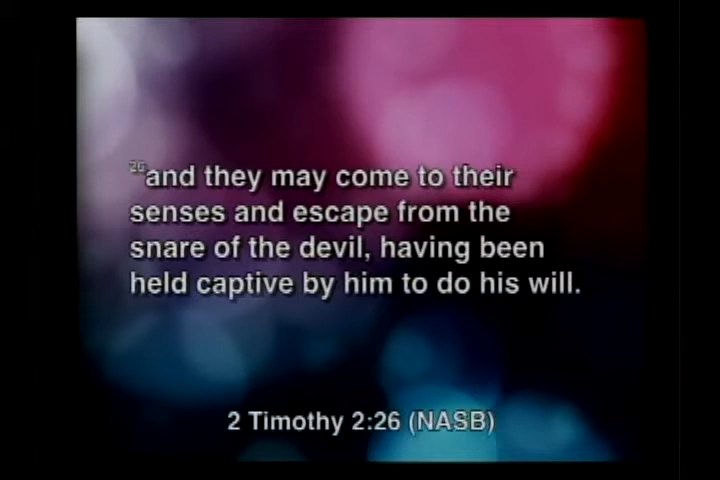 26and they may come to their
senses and escape from the
snare of the devil, having been
held captive by him to do his will.
2 Timothy 2:26 (NASB)